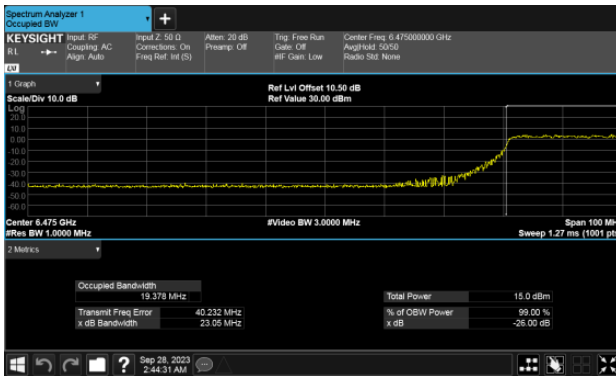 Spectrum Analyzer 1
Occupied BW
KEYSIGHT
RL
LXI
Input: RF
Coupling: AC
Align: Auto
Input Z: 50 Ω
Corrections: On
Freq Ref: Int (S)
Atten: 20 dB
Preamp: Off
Trig: Free Run
Gate: Off
#IF Gain: Low
Center Freq: 6.475000000 GHz
Avg|Hold: 50/50
Radio Std: None
1 Graph
Scale/Div 10.0 dB
Ref Lvl Offset 10.50 dB
Ref Value 30.00 dBm
Log
20.0
10.0
0.00
-10.0
-20.0
-30.0
-40.0
-50.0
-60.0
Center 6.475 GHz
#Res BW 1.0000 MHz
#Video BW 3.0000 MHz
Span 100 MH
Sweep 1.27 ms (1001 pts
2 Metrics
Occupied Bandwidth
19.378 MHz
Transmit Freq Error 40.232 MHz
x dB Bandwidth 23.05 MHz
Total Power 15.0 dBm
% of OBW Power 99.00 %
x dB -26.00 dB
Sep 28, 2023
2:44:31 AM